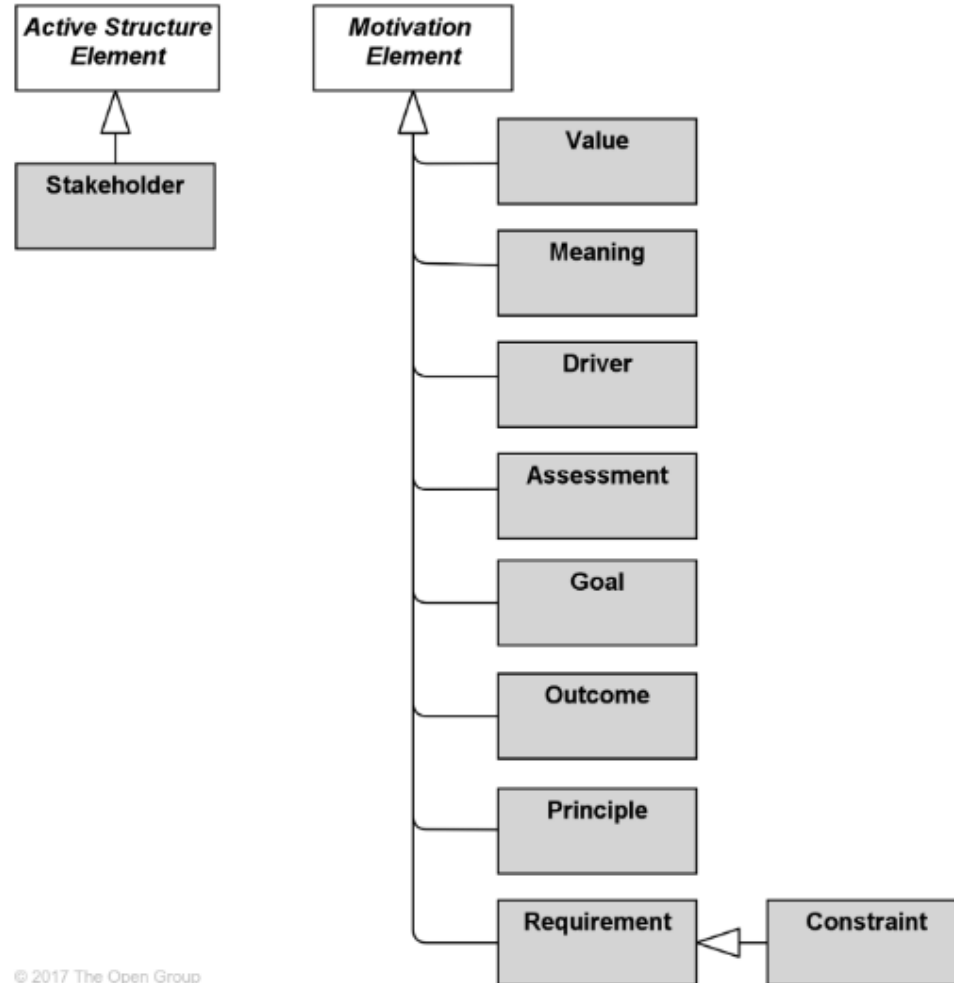 Active Structure
Element
Motivation
Element
Value
Stakeholder
Meaning
Driver
Assessment
Goal
Outcome
Principle
Requirement
Constraint
© 2017 The Open Group